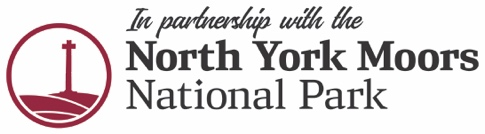 In partnership with the
North York Moors
National Park